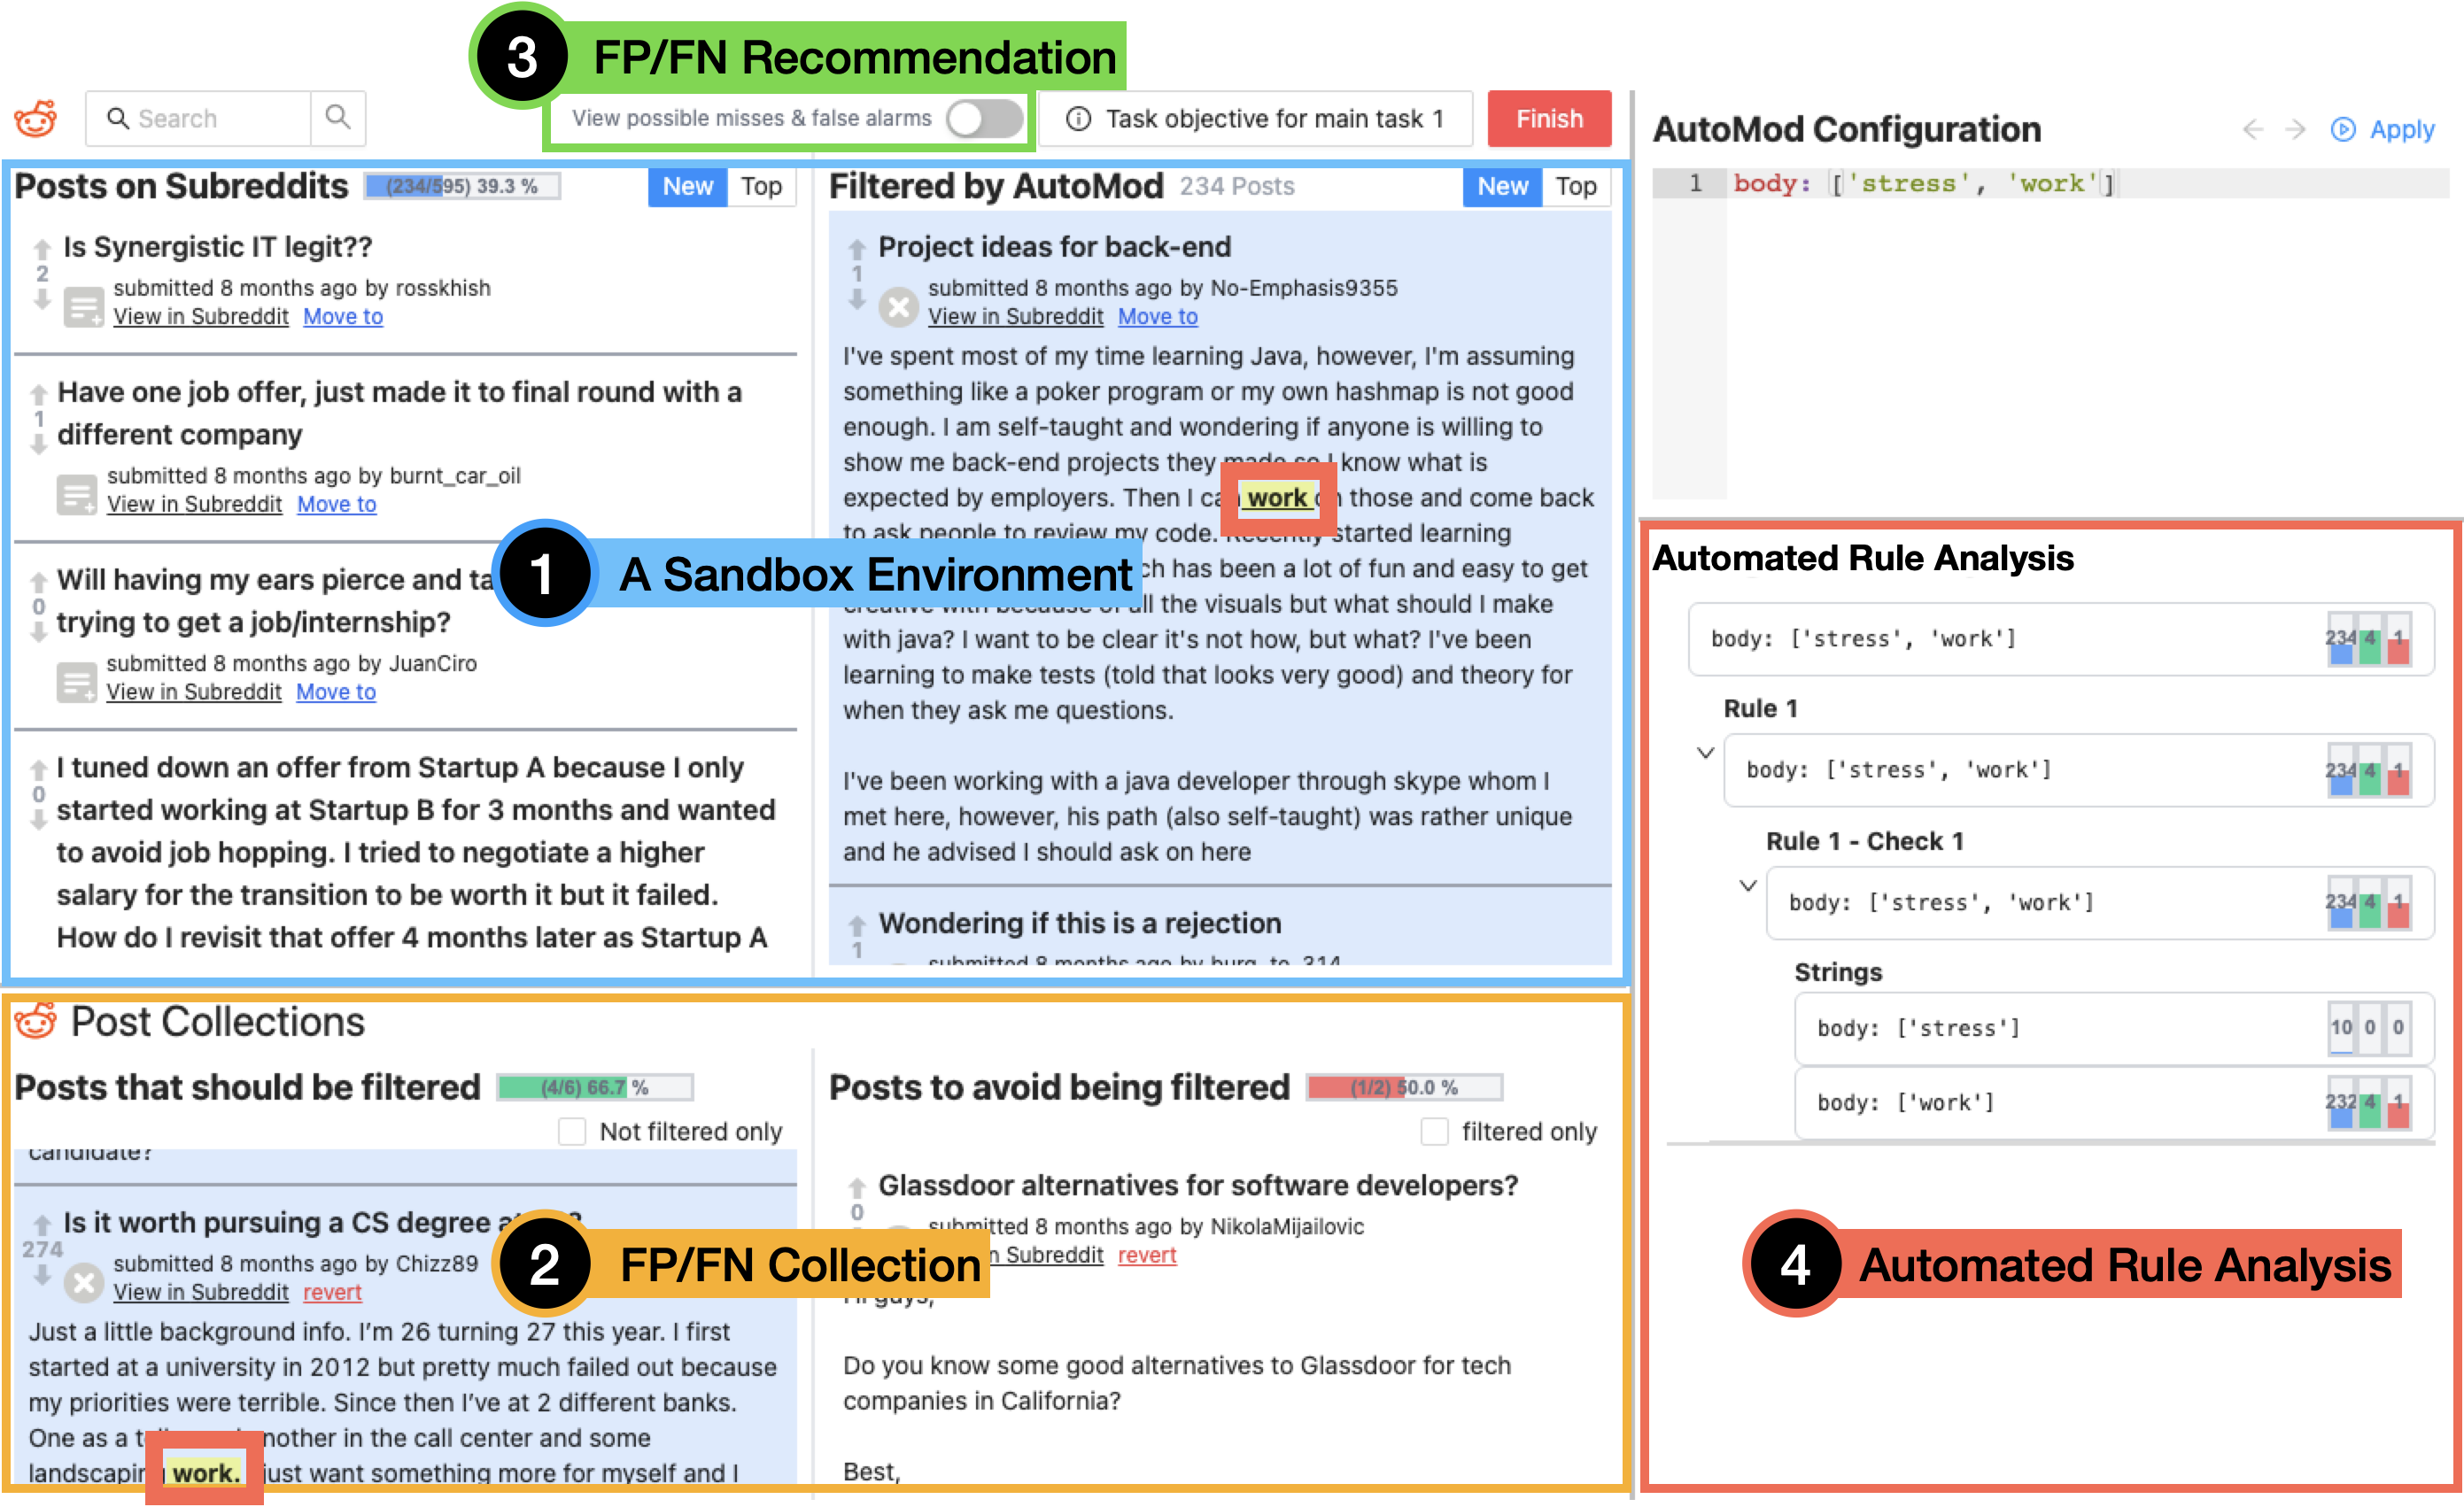 3 FP/FN Recommendation
Search
View possible misses & false alarms
Task objective for main task 1
Finish
Posts on Subreddits (234/595) 39.3 % New Top
Is Synergistic IT legit??
2
submitted 8 months ago by rosskhish
View in Subreddit Move to
Have one job offer, just made it to final round with a
1
different company
submitted 8 months ago by burnt_car_oil
View in Subreddit Move to
Will having my ears pierce and ta
0
trying to get a job/internship?
submitted 8 months ago by JuanCiro
View in Subreddit Move to
I tuned down an offer from Startup A because I only
0
started working at Startup B for 3 months and wanted
to avoid job hopping. I tried to negotiate a higher
salary for the transition to be worth it but it failed.
How do I revisit that offer 4 months later as Startup A
1 A Sandbox Environment
Filtered by AutoMod 234 Posts New Top
Project ideas for back-end
1
submitted 8 months ago by No-Emphasis9355
View in Subreddit Move to
I've spent most of my time learning Java, however, I'm assuming
something like a poker program or my own hashmap is not good
enough. I am self-taught and wondering if anyone is willing to
show me back-end projects they made so I know what is
expected by employers. Then I can work on those and come back
to ask people to review my code. Recently started learning
ch has been a lot of fun and easy to get
creative with because of all the visuals but what should I make
with java? I want to be clear it's not how, but what? I've been
learning to make tests (told that looks very good) and theory for
when they ask me questions.
I've been working with a java developer through skype whom I
met here, however, his path (also self-taught) was rather unique
and he advised I should ask on here
Wondering if this is a rejection
1
submitted 8 months ago by burg_to_314
Post Collections
Posts that should be filtered (4/6) 66.7 %
Not filtered only
candidate?
Is it worth pursuing a CS degree at
274
submitted 8 months ago by Chizz89
View in Subreddit revert
Just a little background info. I'm 26 turning 27 this year. I first
started at a university in 2012 but pretty much failed out because
my priorities were terrible. Since then I've at 2 different banks.
One as a another in the call center and some
landscaping work. just want something more for myself and I
2 FP/FN Collection
Posts to avoid being filtered (1/2) 50.0 %
filtered only
Glassdoor alternatives for software developers?
0
submitted 8 months ago by NikolaMijailovic
in Subreddit revert
Hi guys,
Do you know some good alternatives to Glassdoor for tech
companies in California?
Best,
AutoMod Configuration Apply
1 body: ['stress', 'work']
Automated Rule Analysis
body: ['stress', 'work'] 234 4 1
Rule 1
body: ['stress', 'work'] 234 4 1
Rule 1 - Check 1
body: ['stress', 'work'] 234 4 1
Strings
body: ['stress'] 10 0 0
body: ['work'] 232 4 1
4 Automated Rule Analysis